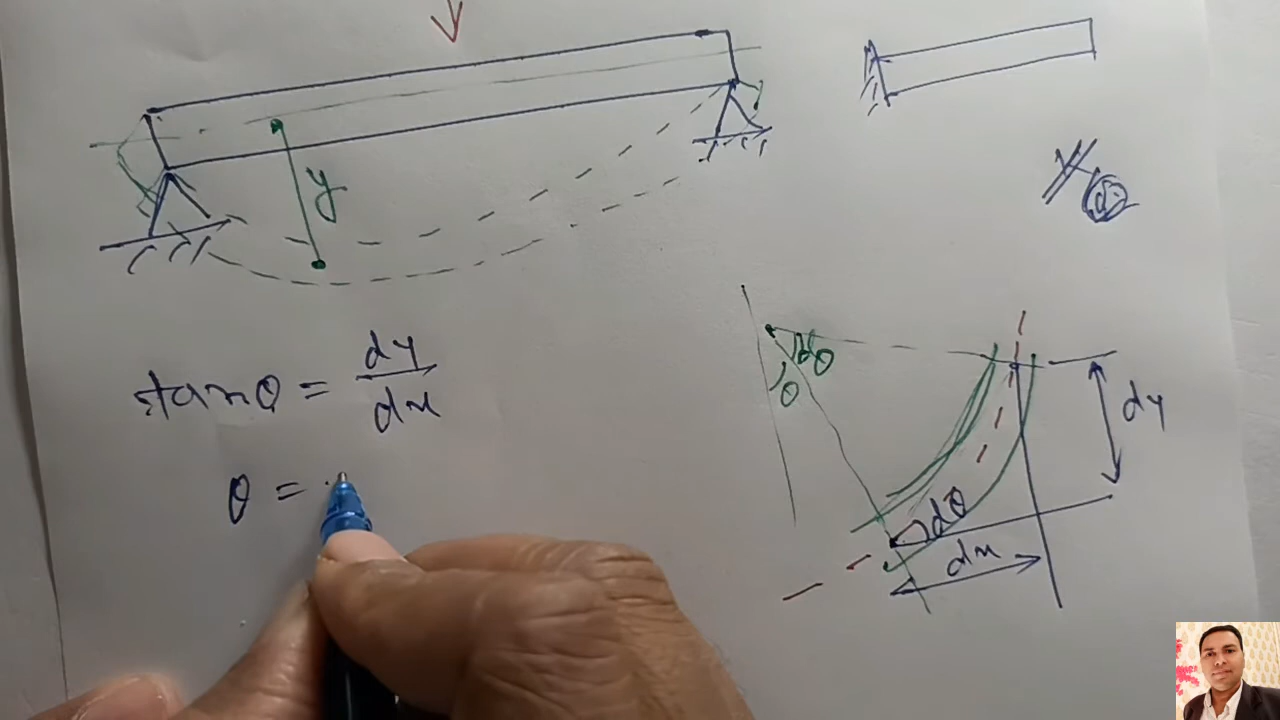 y
tanθ = dy/dx
θ =
dθ
θ
dy
dθ
dx